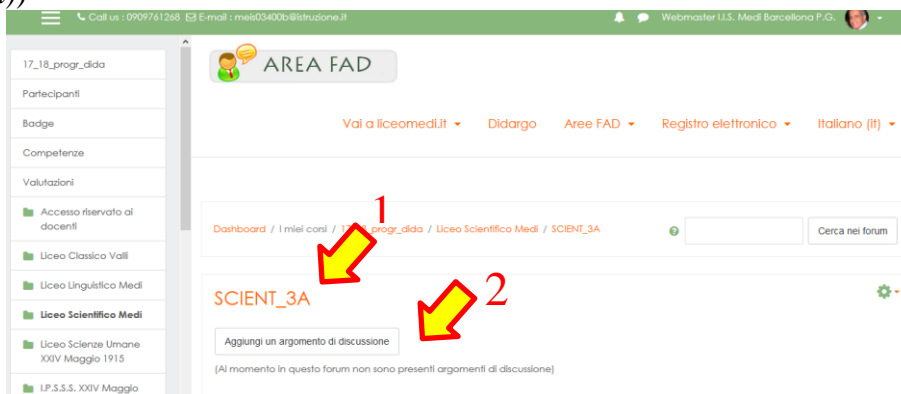 Call us : 0909761268 E-mail : meis03400b@istruzione.it Webmaster I.I.S. Medi Barcellona P.G.
AREA FAD
Vai a liceomedi.it Didargo Aree FAD Registro elettronico Italiano (it)
17_18_progr_dida
Partecipanti
Badge
Competenze
Valutazioni
Accesso riservato ai
docenti
Liceo Classico Valli
Liceo Linguistico Medi
Liceo Scientifico Medi
Liceo Scienze Umane
XXIV Maggio 1915
I.P.S.S.S. XXIV Maggio
1
Dashboard / I miei corsi / progr_dida / Liceo Scientifico Medi / SCIENT_3A
Cerca nei forum
SCIENT_3A
2
Aggiungi un argomento di discussione
(Al momento in questo forum non sono presenti argomenti di discussione)